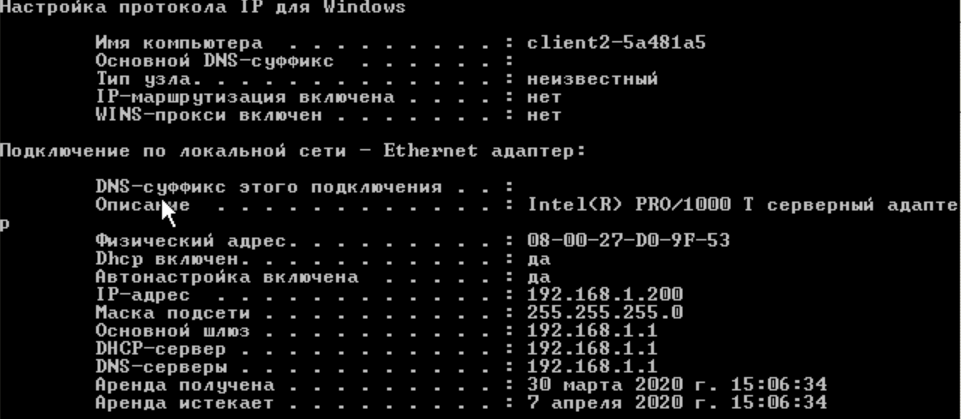 Настройка протокола IP для Windows
Имя компьютера . . . . . . . . . : client2-5a481a5
Основной DNS-суффикс . . . . . . :
Тип узла. . . . . . . . . . . . . : неизвестный
IP-маршрутизация включена . . . . : нет
WINS-прокси включен . . . . . . . : нет
Подключение по локальной сети - Ethernet адаптер:
DNS-суффикс этого подключения . . :
Описание . . . . . . . . . . . . : Intel(R) PRO/1000 T серверный адапте
р
Физический адрес. . . . . . . . . : 08-00-27-D0-9F-53
Dhcp включен. . . . . . . . . . . : да
Автонастройка включена . . . . . : да
IP-адрес . . . . . . . . . . . . : 192.168.1.200
Маска подсети . . . . . . . . . . : 255.255.255.0
Основной шлюз . . . . . . . . . . : 192.168.1.1
DHCP-сервер . . . . . . . . . . . : 192.168.1.1
DNS-серверы . . . . . . . . . . . : 192.168.1.1
Аренда получена . . . . . . . . . : 30 марта 2020 г. 15:06:34
Аренда истекает . . . . . . . . . : 7 апреля 2020 г. 15:06:34